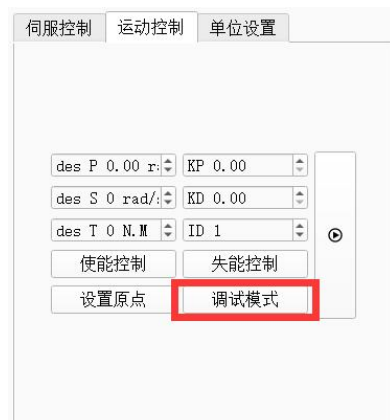 伺服控制 运动控制 单位设置
des P 0.00 r: KP 0.00
des S 0 rad/: KD 0.00
des T 0 N.M ID 1
使能控制 失能控制
设置原点 调试模式